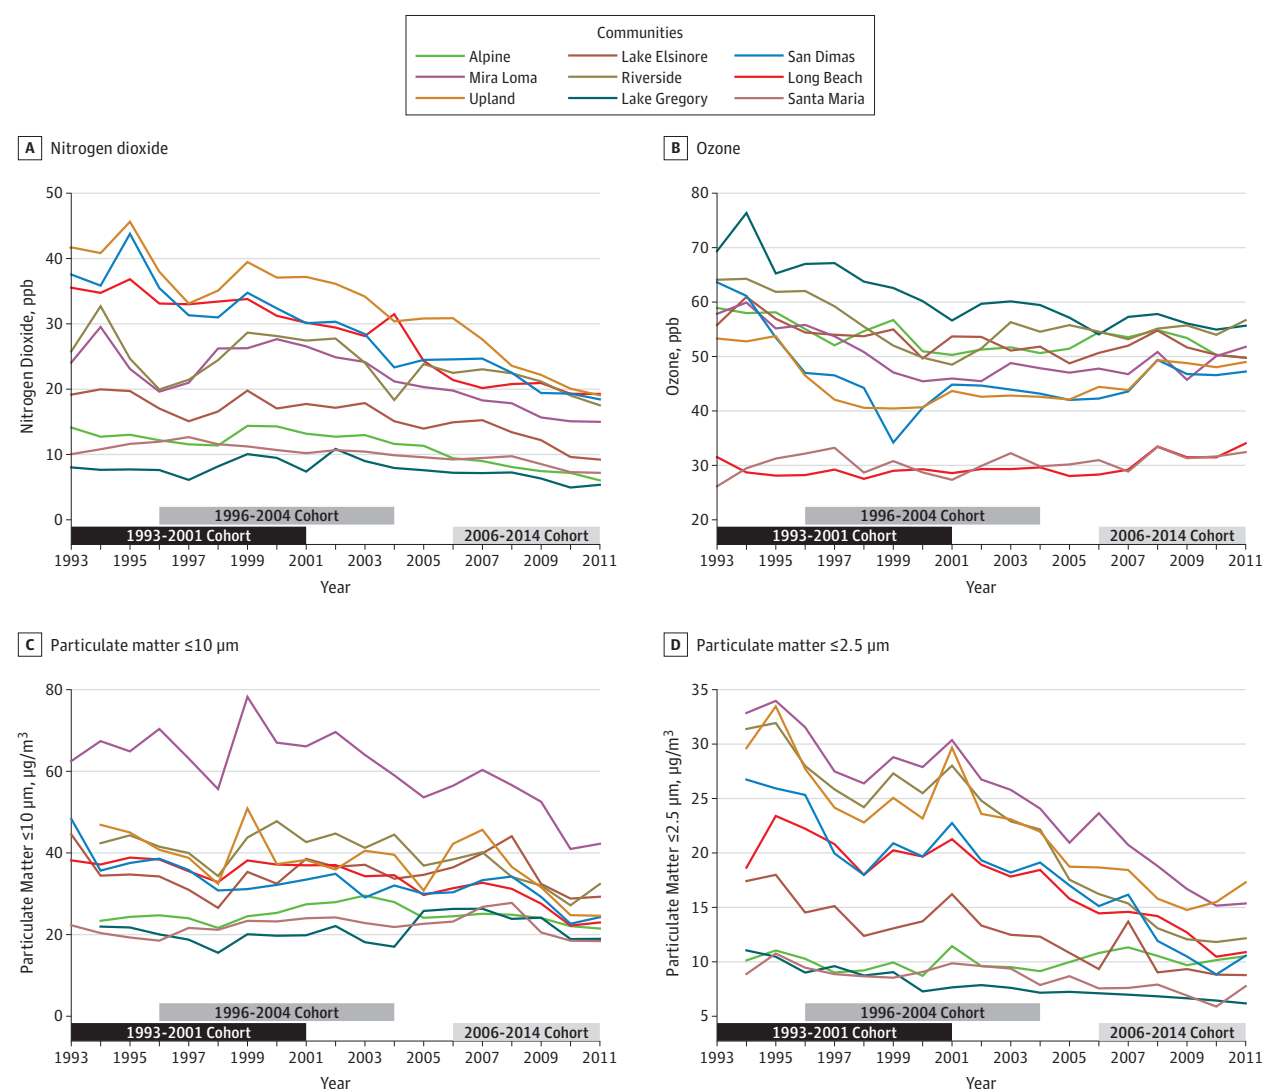 Communities
Alpine Lake Elsinore San Dimas
Mira Loma Riverside Long Beach
Upland Lake Gregory Santa Maria
A Nitrogen dioxide
50
40
30
20
10
0
Nitrogen Dioxide, ppb
1996-2004 Cohort
1993-2001 Cohort 2006-2014 Cohort
1993 1995 1997 1999 2001 2003 2005 2007 2009 2011
Year
B Ozone
80
70
60
50
40
30
20
Ozone, ppb
1996-2004 Cohort
1993-2001 Cohort 2006-2014 Cohort
1993 1995 1997 1999 2001 2003 2005 2007 2009 2011
Year
C Particulate matter ≤10 μm
80
60
40
20
0
Particulate Matter ≤10 μm, μg/m³
1996-2004 Cohort
1993-2001 Cohort 2006-2014 Cohort
1993 1995 1997 1999 2001 2003 2005 2007 2009 2011
Year
D Particulate matter ≤2.5 μm
35
30
25
20
15
10
5
Particulate Matter ≤2.5 μm, μg/m³
1996-2004 Cohort
1993-2001 Cohort 2006-2014 Cohort
1993 1995 1997 1999 2001 2003 2005 2007 2009 2011
Year